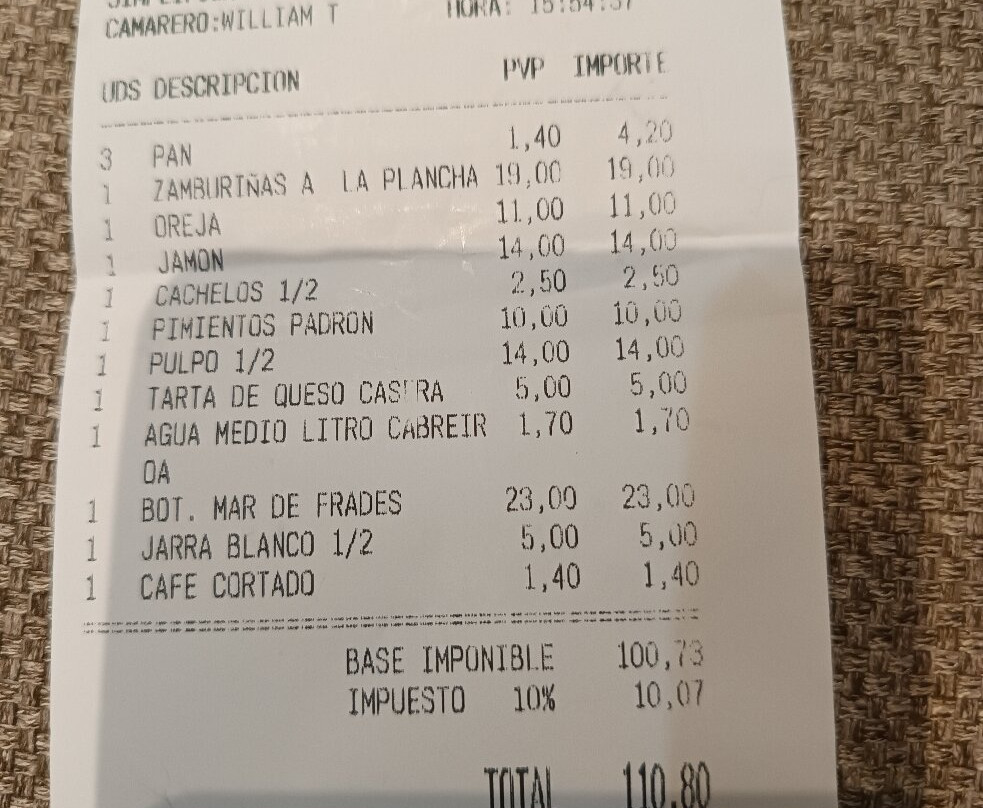 CAMARERO:WILLIAM T HORA: 15:54:37
UDS DESCRIPCION PVP IMPORTE
3 PAN 1,40 4,20
1 ZAMBURIÑAS A LA PLANCHA 19,00 19,00
1 OREJA 11,00 11,00
1 JAMON 14,00 14,00
1 CACHELOS 1/2 2,50 2,50
1 PIMIENTOS PADRON 10,00 10,00
1 PULPO 1/2 14,00 14,00
1 TARTA DE QUESO CASERA 5,00 5,00
1 AGUA MEDIO LITRO CABREIR 1,70 1,70
OA
1 BOT. MAR DE FRADES 23,00 23,00
1 JARRA BLANCO 1/2 5,00 5,00
1 CAFE CORTADO 1,40 1,40
BASE IMPONIBLE 100,73
IMPUESTO 10% 10,07
TOTAL 110,80